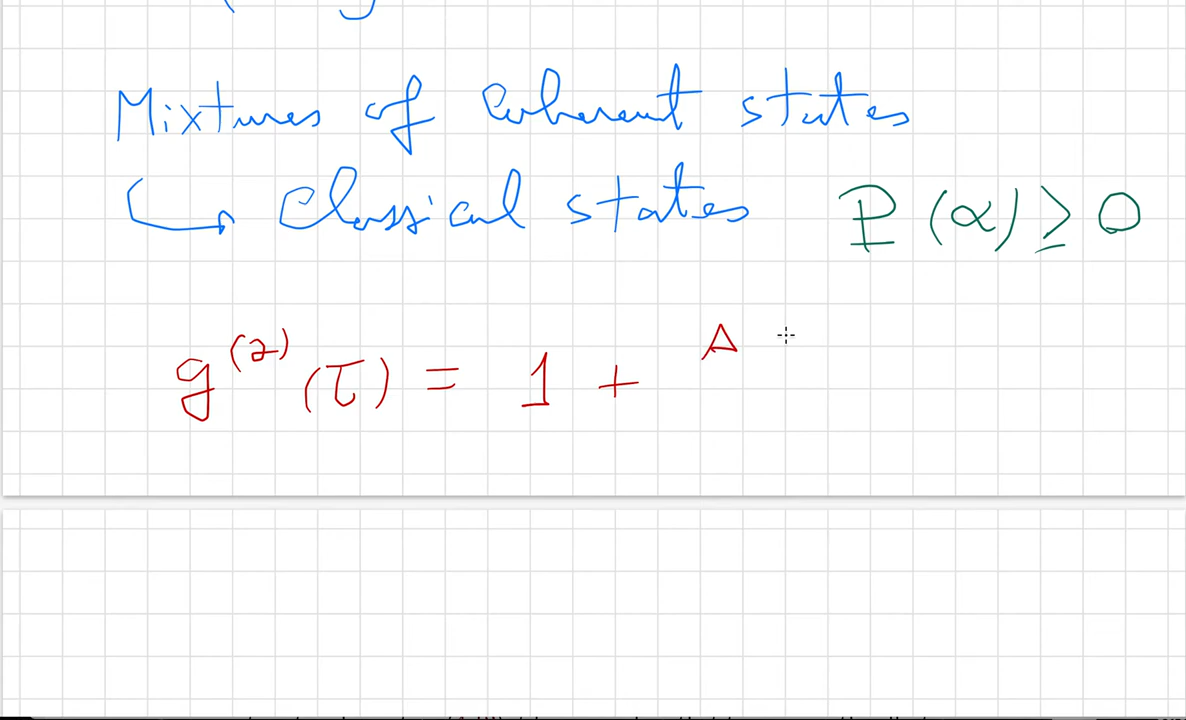 Mixtures of Coherent states
↳ Classical states P(α) ≥ 0
g⁽²⁾(τ) = 1 + Δ